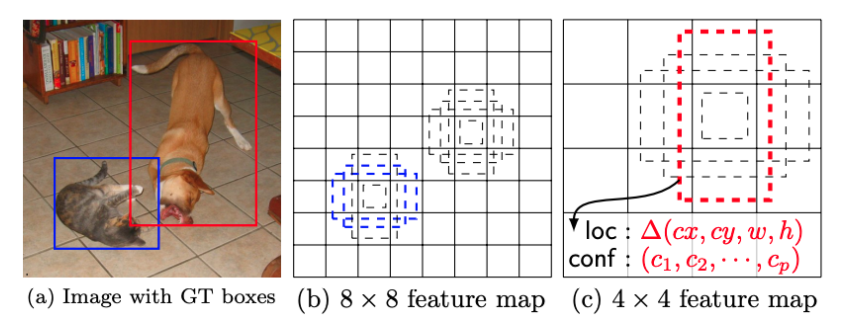 loc : Δ(cx, cy, w, h)
conf : (c₁, c₂, ⋯, cₚ)
(a) Image with GT boxes
(b) 8 × 8 feature map
(c) 4 × 4 feature map